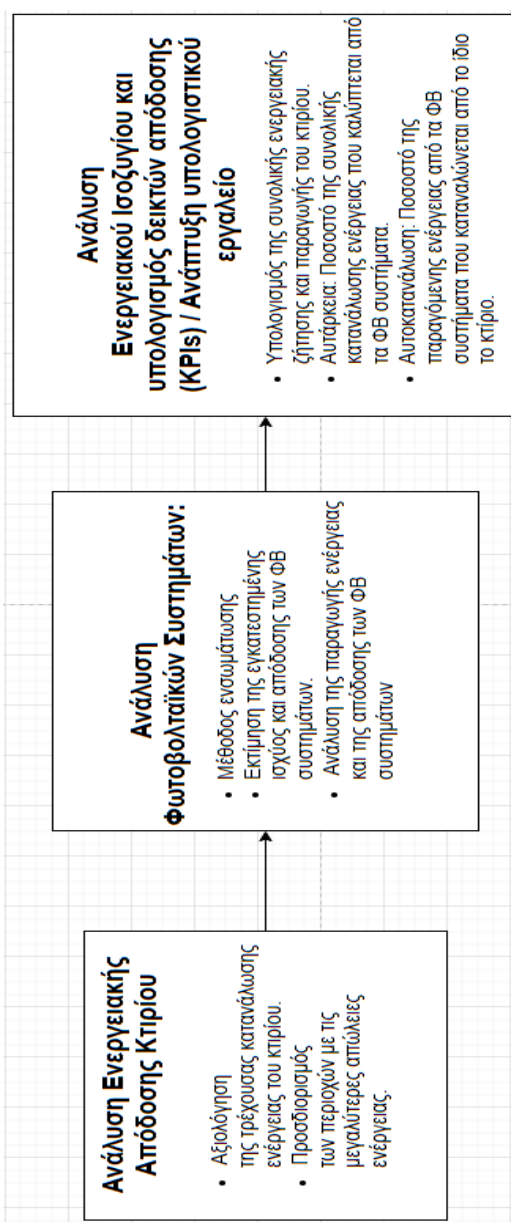 Ανάλυση Ενεργειακής
Απόδοσης Κτιρίου
• Αξιολόγηση
της τρέχουσας κατανάλωσης
ενέργειας του κτιρίου.
• Προσδιορισμός
των περιοχών με τις
μεγαλύτερες απώλειες
ενέργειας.
Ανάλυση
Φωτοβολταϊκών Συστημάτων:
• Μέθοδος ενσωμάτωσης
• Εκτίμηση της εγκατεστημένης
ισχύος και απόδοσης των ΦΒ
συστημάτων.
• Ανάλυση της παραγωγής ενέργειας
και της απόδοσης των ΦΒ
συστημάτων
Ανάλυση
Ενεργειακού Ισοζυγίου και
υπολογισμός δεικτών απόδοσης
(KPIs) / Ανάπτυξη υπολογιστικού
εργαλείο
• Υπολογισμός της συνολικής ενεργειακής
ζήτησης και παραγωγής του κτιρίου.
• Αυτάρκεια: Ποσοστό της συνολικής
κατανάλωσης ενέργειας που καλύπτεται από
τα ΦΒ συστήματα.
• Αυτοκατανάλωση: Ποσοστό της
παραγόμενης ενέργειας από τα ΦΒ
συστήματα που καταναλώνεται από το ίδιο
το κτίριο.